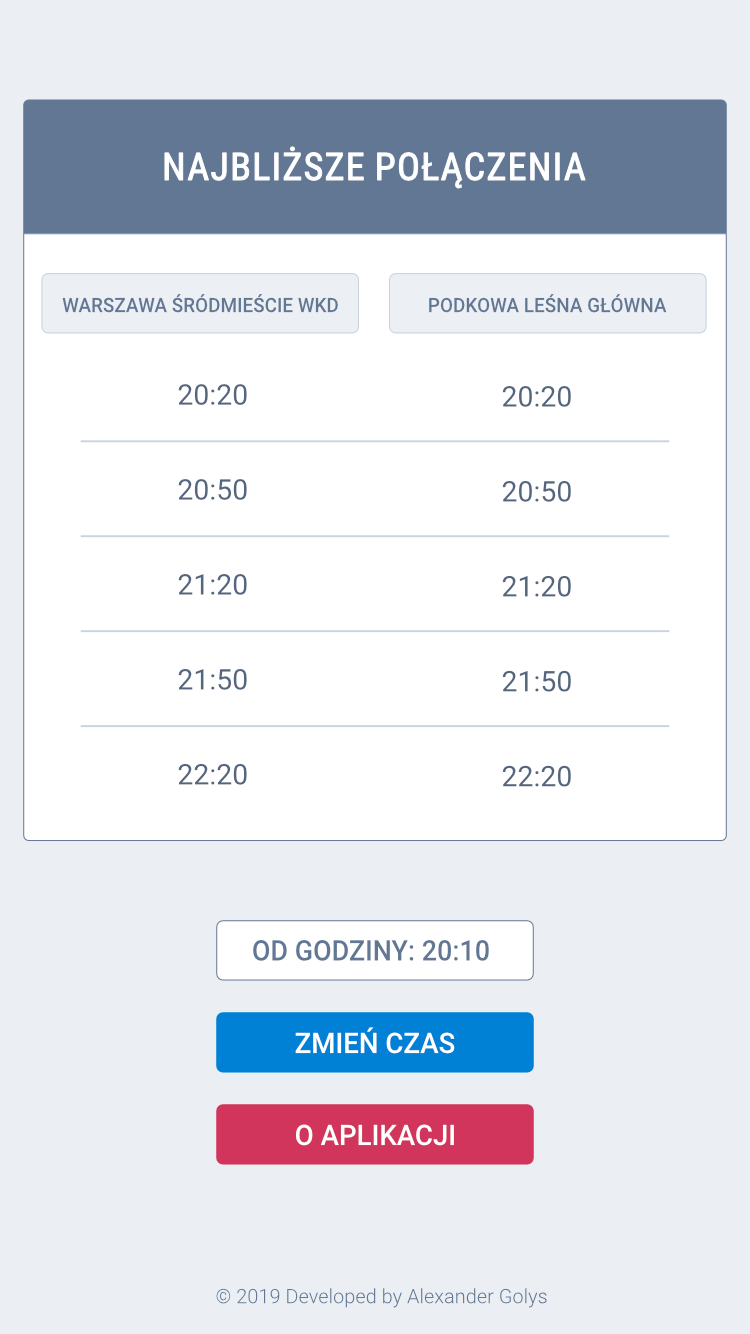 NAJBLIŻSZE POŁĄCZENIA
WARSZAWA ŚRÓDMIEŚCIE WKD PODKOWA LEŚNA GŁÓWNA
20:20 20:20
20:50 20:50
21:20 21:20
21:50 21:50
22:20 22:20
OD GODZINY: 20:10
ZMIEŃ CZAS
O APLIKACJI
© 2019 Developed by Alexander Golys